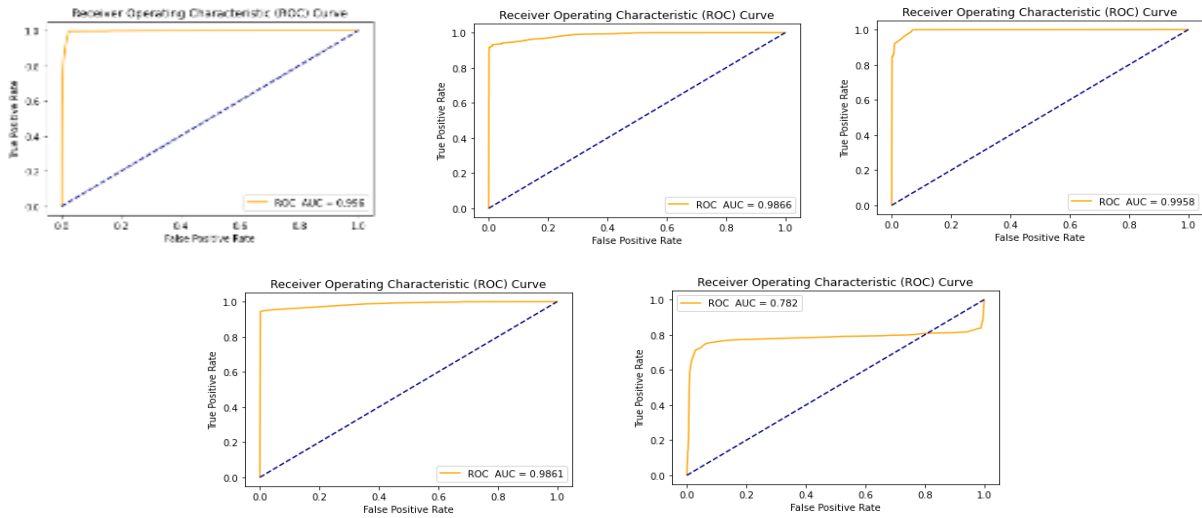 Receiver Operating Characteristic (ROC) Curve
1.0
0.8
0.6
0.4
0.2
0.0
True Positive Rate
ROC AUC = 0.956
0.0 0.2 0.4 0.6 0.8 1.0
False Positive Rate
Receiver Operating Characteristic (ROC) Curve
1.0
0.8
0.6
0.4
0.2
0.0
True Positive Rate
ROC AUC = 0.9866
0.0 0.2 0.4 0.6 0.8 1.0
False Positive Rate
Receiver Operating Characteristic (ROC) Curve
1.0
0.8
0.6
0.4
0.2
0.0
True Positive Rate
ROC AUC = 0.9958
0.0 0.2 0.4 0.6 0.8 1.0
False Positive Rate
Receiver Operating Characteristic (ROC) Curve
1.0
0.8
0.6
0.4
0.2
0.0
True Positive Rate
ROC AUC = 0.9861
0.0 0.2 0.4 0.6 0.8 1.0
False Positive Rate
Receiver Operating Characteristic (ROC) Curve
1.0
0.8
0.6
0.4
0.2
0.0
True Positive Rate
ROC AUC = 0.782
0.0 0.2 0.4 0.6 0.8 1.0
False Positive Rate